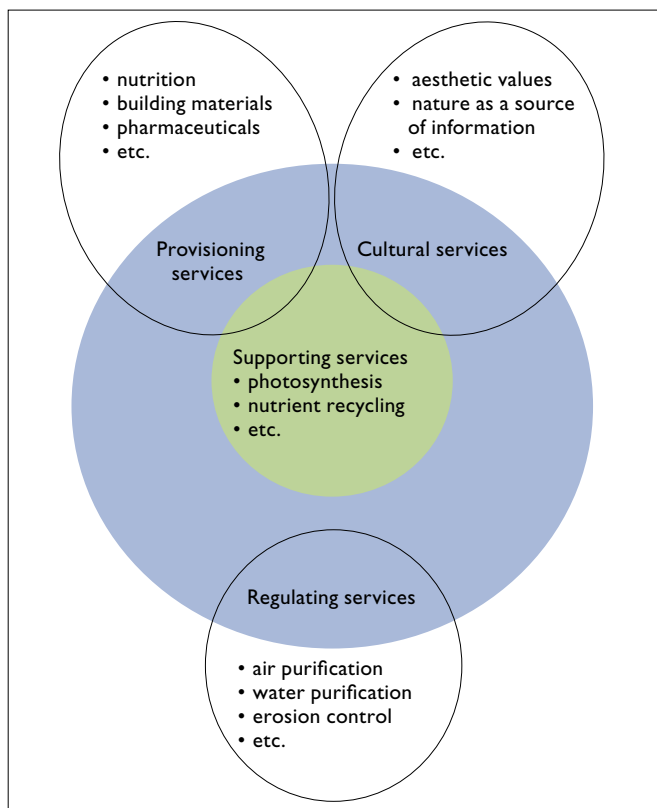 • nutrition
• building materials
• pharmaceuticals
• etc.
• aesthetic values
• nature as a source
of information
• etc.
Provisioning
services
Cultural services
Supporting services
• photosynthesis
• nutrient recycling
• etc.
Regulating services
• air purification
• water purification
• erosion control
• etc.